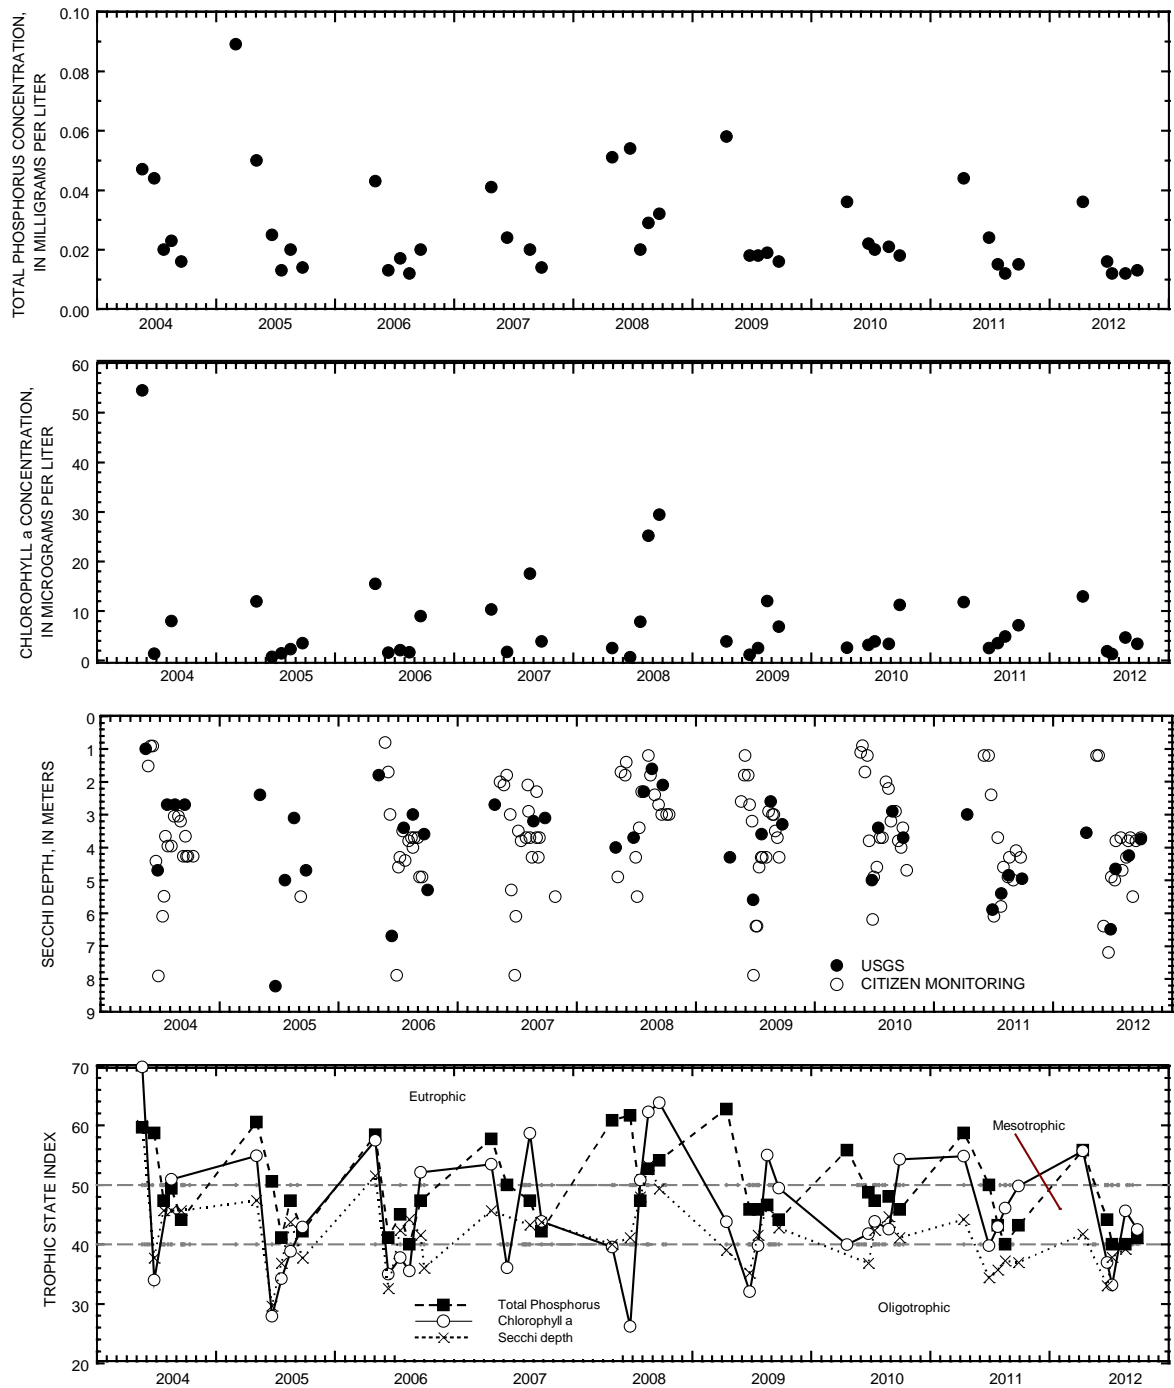 TOTAL PHOSPHORUS CONCENTRATION,
IN MILLIGRAMS PER LITER
0.10
0.08
0.06
0.04
0.02
0.00
2004 2005 2006 2007 2008 2009 2010 2011 2012
CHLOROPHYLL a CONCENTRATION,
IN MICROGRAMS PER LITER
60
50
40
30
20
10
0
2004 2005 2006 2007 2008 2009 2010 2011 2012
SECCHI DEPTH, IN METERS
0
1
2
3
4
5
6
7
8
9
USGS
CITIZEN MONITORING
2004 2005 2006 2007 2008 2009 2010 2011 2012
TROPHIC STATE INDEX
70
60
50
40
30
20
Eutrophic
Mesotrophic
Oligotrophic
Total Phosphorus
Chlorophyll a
Secchi depth
2004 2005 2006 2007 2008 2009 2010 2011 2012